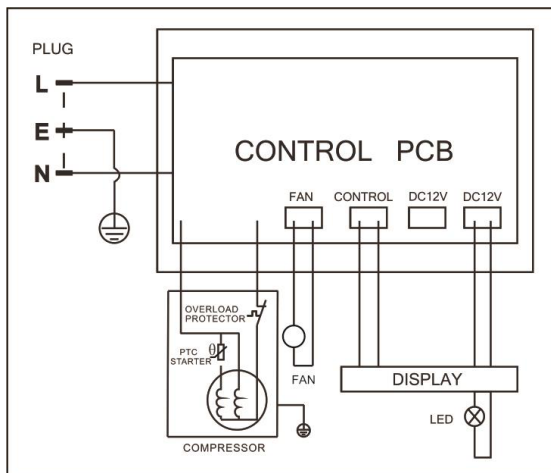 PLUG
L
E
N
CONTROL PCB
FAN
CONTROL
DC12V
DC12V
OVERLOAD
PROTECTOR
PTC
STARTER
θ
FAN
COMPRESSOR
DISPLAY
LED